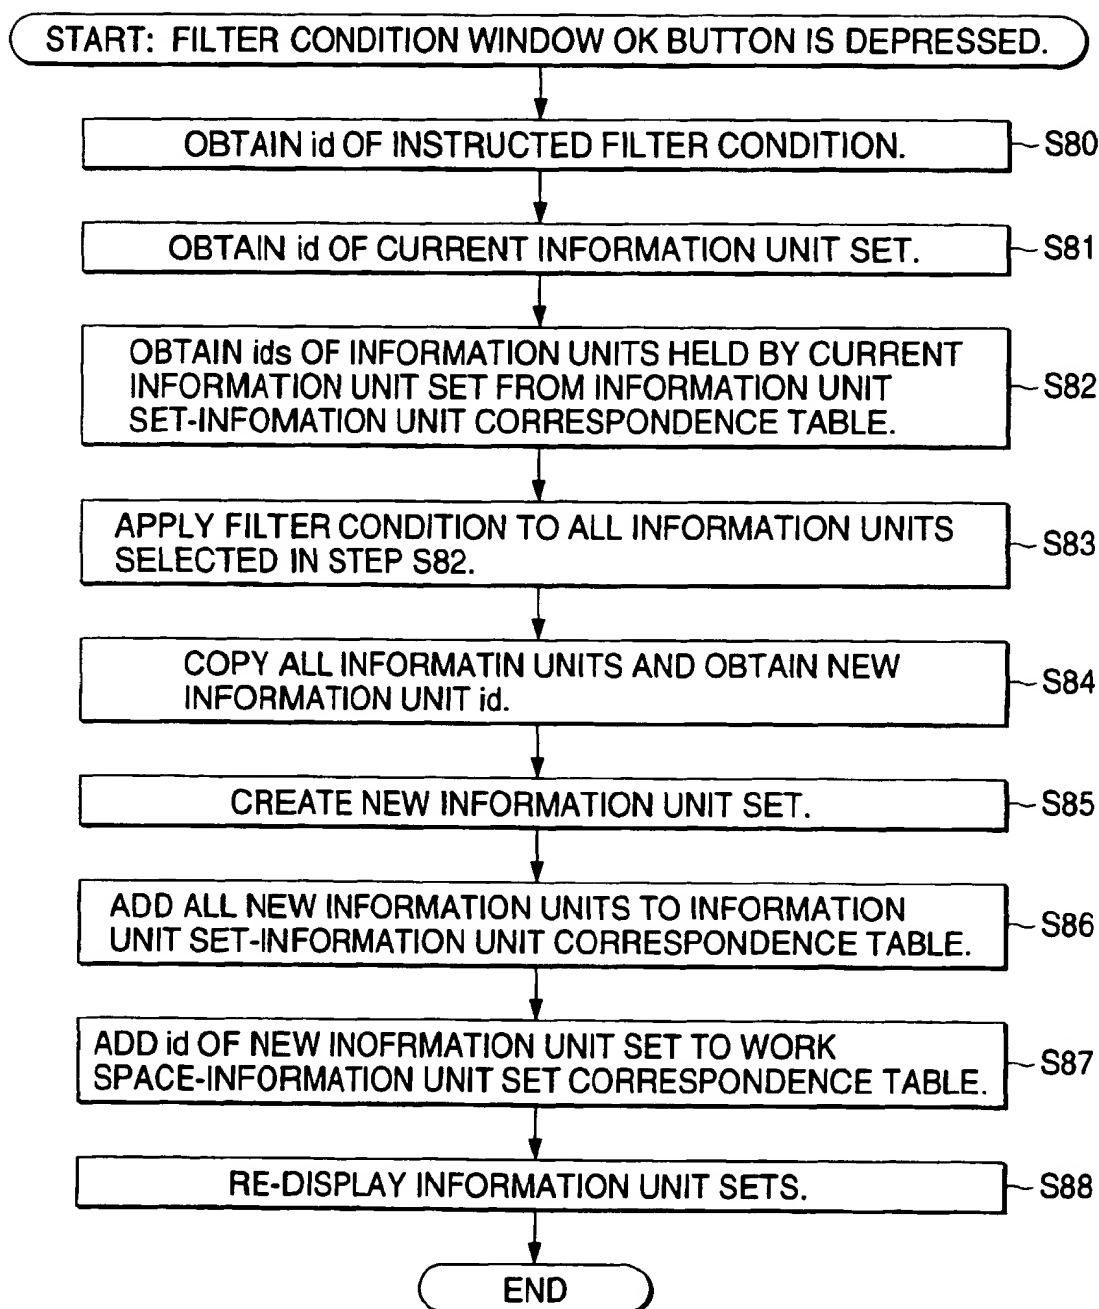 START: FILTER CONDITION WINDOW OK BUTTON IS DEPRESSED.
OBTAIN id OF INSTRUCTED FILTER CONDITION.
S80
OBTAIN id OF CURRENT INFORMATION UNIT SET.
S81
OBTAIN ids OF INFORMATION UNITS HELD BY CURRENT
INFORMATION UNIT SET FROM INFORMATION UNIT
SET-INFOMATION UNIT CORRESPONDENCE TABLE.
S82
APPLY FILTER CONDITION TO ALL INFORMATION UNITS
SELECTED IN STEP S82.
S83
COPY ALL INFORMATIN UNITS AND OBTAIN NEW
INFORMATION UNIT id.
S84
CREATE NEW INFORMATION UNIT SET.
S85
ADD ALL NEW INFORMATION UNITS TO INFORMATION
UNIT SET-INFORMATION UNIT CORRESPONDENCE TABLE.
S86
ADD id OF NEW INOFRMATION UNIT SET TO WORK
SPACE-INFORMATION UNIT SET CORRESPONDENCE TABLE.
S87
RE-DISPLAY INFORMATION UNIT SETS.
S88
END